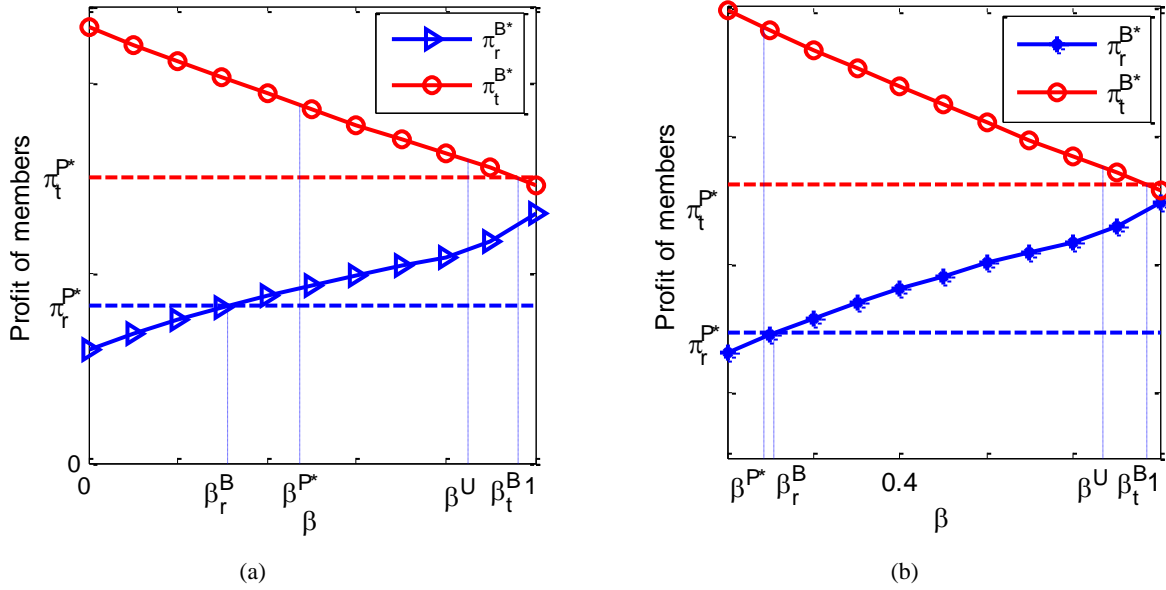 π_r^{B*}
π_t^{B*}
Profit of members
π_t^{P*}
π_r^{P*}
0
0
β_r^B
β^{P*}
β^U
β_t^B
1
β
(a)
π_r^{B*}
π_t^{B*}
Profit of members
π_t^{P*}
π_r^{P*}
β^{P*}
β_r^B
0.4
β^U
β_t^B
1
β
(b)